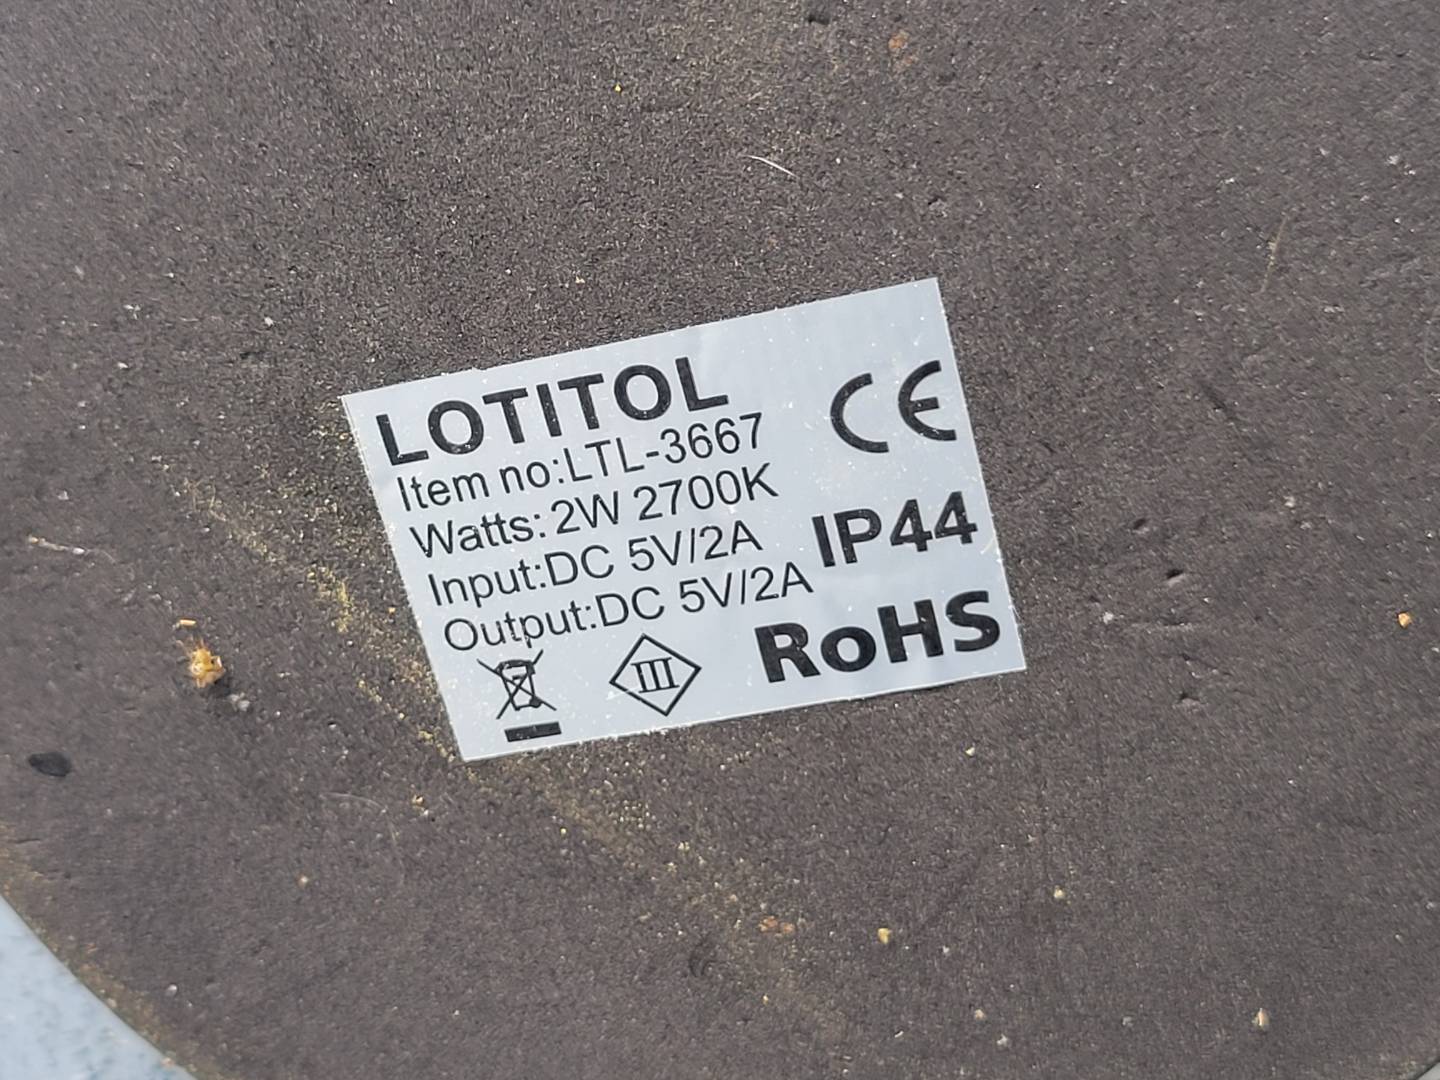 LOTITOL
Item no:LTL-3667
Watts: 2W 2700K
Input:DC 5V/2A
Output:DC 5V/2A
CE
IP44
III
RoHS